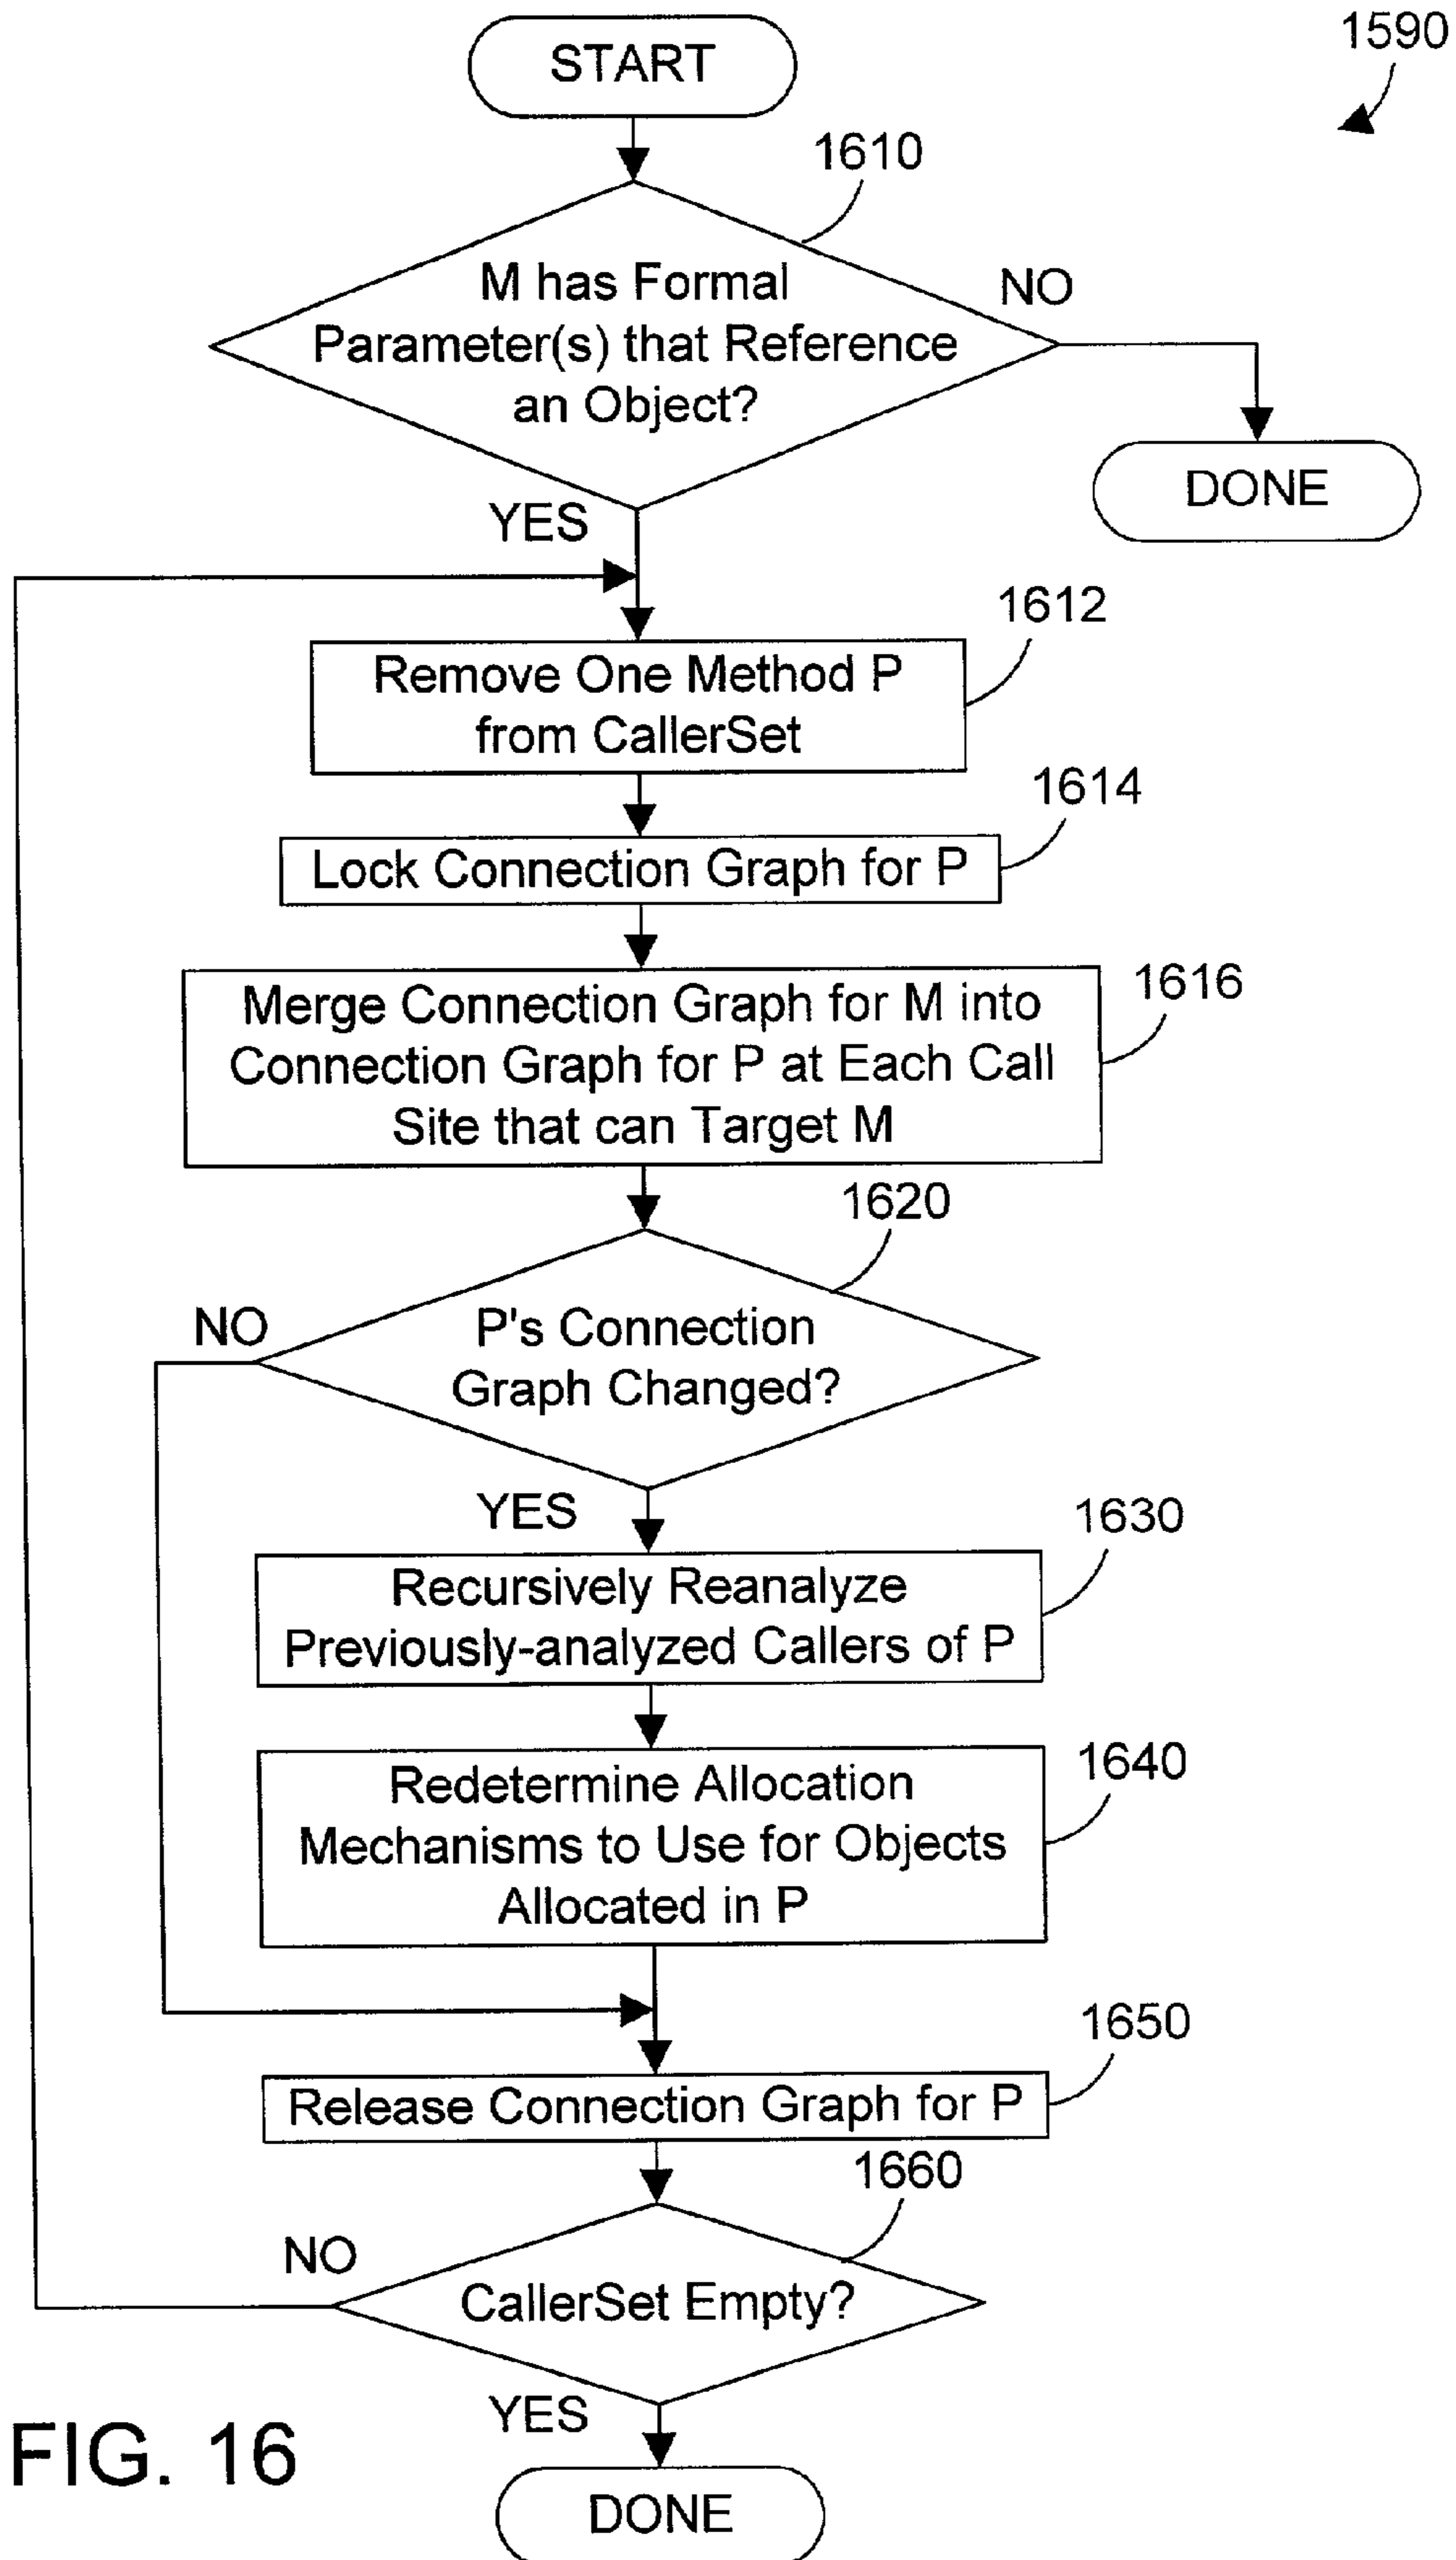 START
1590
1610
M has Formal
Parameter(s) that Reference
an Object?
NO
DONE
YES
1612
Remove One Method P
from CallerSet
1614
Lock Connection Graph for P
1616
Merge Connection Graph for M into
Connection Graph for P at Each Call
Site that can Target M
1620
NO
P's Connection
Graph Changed?
YES
1630
Recursively Reanalyze
Previously-analyzed Callers of P
1640
Redetermine Allocation
Mechanisms to Use for Objects
Allocated in P
1650
Release Connection Graph for P
1660
NO
CallerSet Empty?
YES
FIG. 16
DONE